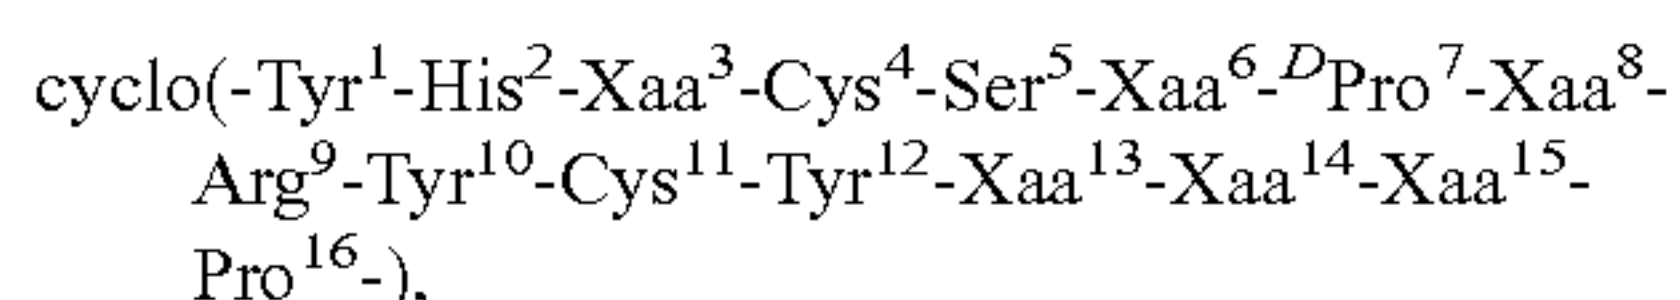 cyclo(-Tyr¹-His²-Xaa³-Cys⁴-Ser⁵-Xaa⁶-ᴰPro⁷-Xaa⁸-
Arg⁹-Tyr¹⁰-Cys¹¹-Tyr¹²-Xaa¹³-Xaa¹⁴-Xaa¹⁵-
Pro¹⁶-),